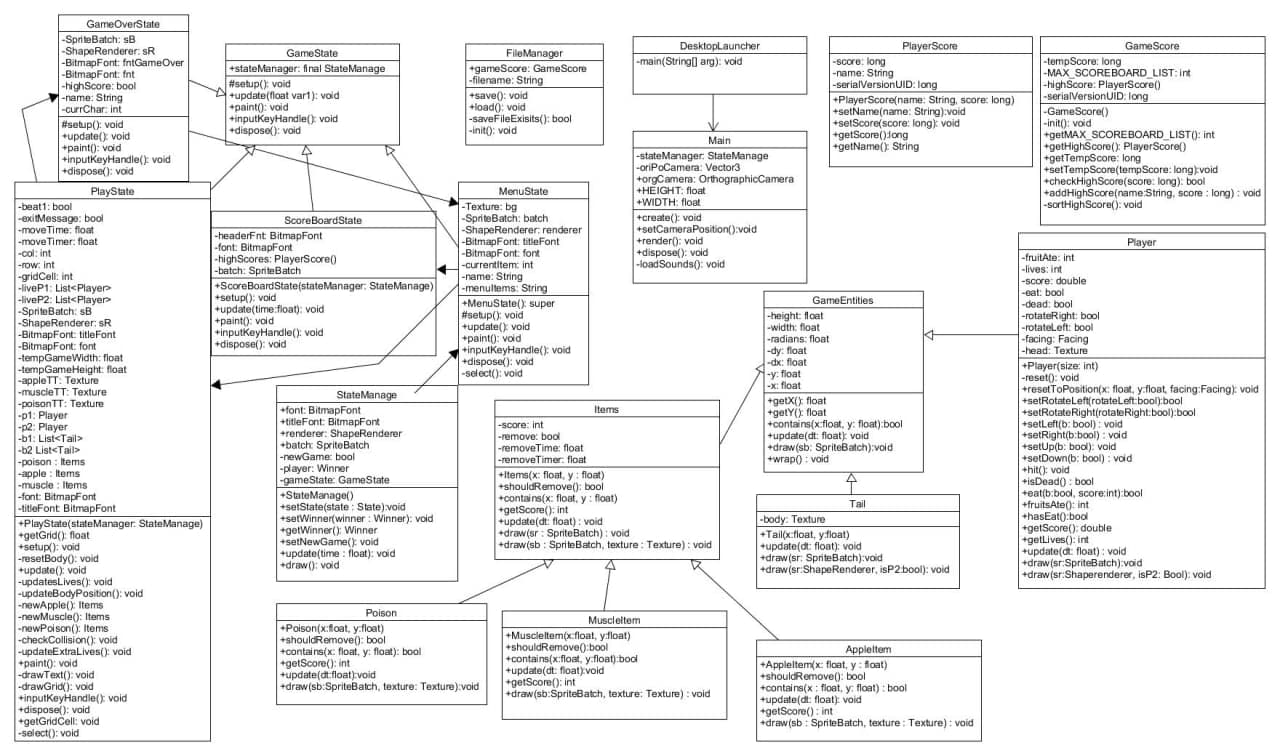 GameOverState
-SpriteBatch: sB
-ShapeRenderer: sR
-BitmapFont: fntGameOver
-BitmapFont: fnt
-highScore: bool
-name: String
-currChar: int
#setup(): void
+update(): void
+paint(): void
+inputKeyHandle(): void
+dispose(): void
GameState
+stateManager: final StateManage
#setup(): void
+update(float var1): void
+paint(): void
+inputKeyHandle(): void
+dispose(): void
FileManager
+gameScore: GameScore
-filename: String
+save(): void
+load(): void
-saveFileExisits(): bool
-init(): void
DesktopLauncher
-main(String[] arg): void
PlayerScore
-score: long
-name: String
-serialVersionUID: long
+PlayerScore(name: String, score: long)
+setName(name: String):void
+setScore(score: long): void
+getScore():long
+getName(): String
GameScore
-tempScore: long
-MAX_SCOREBOARD_LIST: int
-highScore: PlayerScore()
-serialVersionUID: long
-GameScore()
-init(): void
+getMAX_SCOREBOARD_LIST(): int
+getHighScore(): PlayerScore()
+getTempScore: long
+setTempScore(tempScore: long):void
+checkHighScore(score: long): bool
+addHighScore(name:String, score : long) : void
-sortHighScore(): void
Main
-stateManager: StateManage
-oriPoCamera: Vector3
+orgCamera: OrthographicCamera
+HEIGHT: float
+WIDTH: float
+create(): void
+setCameraPosition():void
+render(): void
+dispose(): void
-loadSounds(): void
PlayState
-beat1: bool
-exitMessage: bool
-moveTime: float
-moveTimer: float
-col: int
-row: int
-gridCell: int
-liveP1: List<Player>
-liveP2: List<Player>
-SpriteBatch: sB
-ShapeRenderer: sR
-BitmapFont: titleFont
-BitmapFont: font
-tempGameWidth: float
-tempGameHeight: float
-appleTT: Texture
-muscleTT: Texture
-poisonTT: Texture
-p1: Player
-p2: Player
-b1: List<Tail>
-b2 List<Tail>
-poison : Items
-apple : Items
-muscle : Items
-font: BitmapFont
-titleFont: BitmapFont
+PlayState(stateManager: StateManage)
+getGrid(): float
+setup(): void
-resetBody(): void
+update(): void
-updatesLives(): void
-updateBodyPosition(): void
-newApple(): Items
-newMuscle(): Items
-newPoison(): Items
-checkCollision(): void
-updateExtraLives(): void
+paint(): void
-drawText(): void
-drawGrid(): void
+inputKeyHandle(): void
+dispose(): void
+getGridCell: void
-select(): void
ScoreBoardState
-headerFnt: BitmapFont
-font: BitmapFont
-highScores: PlayerScore()
-batch: SpriteBatch
+ScoreBoardState(stateManager: StateManage)
+setup(): void
+update(time:float): void
+paint(): void
+inputKeyHandle(): void
+dispose(): void
MenuState
-Texture: bg
-SpriteBatch: batch
-ShapeRenderer: renderer
-BitmapFont: titleFont
-BitmapFont: font
-currentItem: int
-name: String
-menuItems: String
+MenuState(): super
#setup(): void
+update(): void
+paint(): void
+inputKeyHandle(): void
+dispose(): void
-select(): void
StateManage
+font: BitmapFont
+titleFont: BitmapFont
+renderer: ShapeRenderer
+batch: SpriteBatch
-newGame: bool
-player: Winner
-gameState: GameState
+StateManage()
+setState(state : State):void
+setWinner(winner : Winner): void
+getWinner(): Winner
+setNewGame(): void
+update(time : float): void
+draw(): void
Items
-score: int
-remove: bool
-removeTime: float
-removeTimer: float
+Items(x: float, y : float)
+shouldRemove(): bool
+contains(x: float, y : float)
+getScore(): int
+update(dt: float): void
+draw(sr : SpriteBatch): void
+draw(sb : SpriteBatch, texture : Texture) : void
GameEntities
-height: float
-width: float
-radians: float
-dy: float
-dx: float
-y: float
-x: float
+getX(): float
+getY(): float
+contains(x:float, y: float):bool
+update(dt: float): void
+draw(sb: SpriteBatch):void
+wrap() : void
Player
-fruitAte: int
-lives: int
-score: double
-eat: bool
-dead: bool
-rotateRight: bool
-rotateLeft: bool
-facing: Facing
-head: Texture
+Player(size: int)
-reset(): void
+resetToPosition(x: float, y:float, facing:Facing): void
+setRotateLeft(rotateLeft:bool):bool
+setRotateRight(rotateRight:bool):bool
+setLeft(b: bool) : void
+setRight(b:bool) : void
+setUp(b: bool): void
+setDown(b: bool) : void
+hit(): void
+isDead() : bool
+eat(b:bool, score:int):bool
+fruitsAte(): int
+hasEat():bool
+getScore(): double
+getLives(): int
+update(dt: float) : void
+draw(sr:SpriteBatch):void
+draw(sr:Shaperenderer, isP2: Bool): void
Tail
-body: Texture
+Tail(x:float, y:float)
+update(dt: float): void
+draw(sr: SpriteBatch):void
+draw(sr:ShapeRenderer, isP2:bool): void
Poison
+Poison(x:float, y:float)
+shouldRemove(): bool
+contains(x: float, y: float): bool
+getScore(): int
+update(dt:float):void
+draw(sb:SpriteBatch, texture: Texture):void
MuscleItem
+MuscleItem(x:float, y:float)
+shouldRemove():bool
+contains(x:float, y:float):bool
+update(dt: float): void
+getScore(): int
+draw(sb:SpriteBatch, texture: Texture) : void
AppleItem
+AppleItem(x: float, y : float)
+shouldRemove(): bool
+contains(x : float, y: float) : bool
+update(dt: float): void
+getScore() : int
+draw(sb : SpriteBatch, texture : Texture) : void